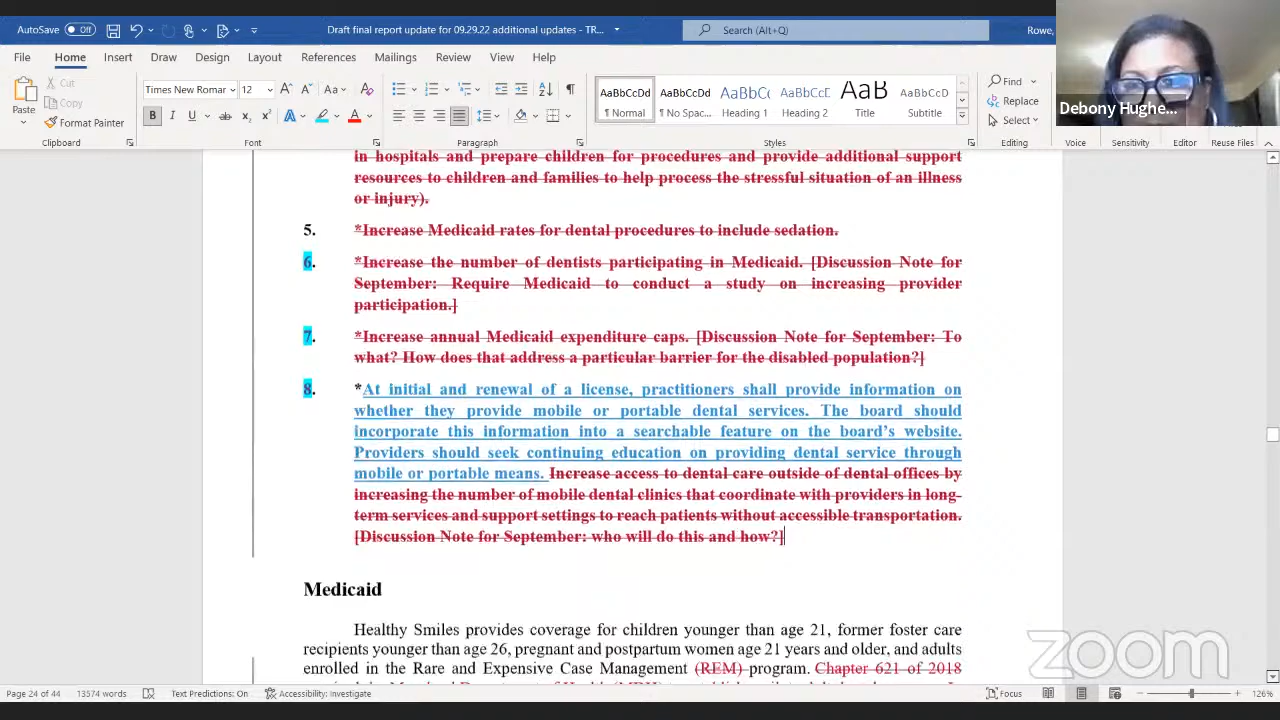 AutoSave Off Draft final report update for 09.29.22 additional updates - TR... Search (Alt+Q) Rowe,
File Home Insert Draw Design Layout References Mailings Review View Help
Debony Hughe...
Paste Cut Copy Format Painter
Times New Romar 12 Aa
B I U ab x2 x2 A A
AaBbCcDd AaBbCcDd AaBbC( AaBbCcE AaB AaBbCcD
¶ Normal ¶ No Spac... Heading 1 Heading 2 Title Subtitle
Find Replace Select
Clipboard Font Paragraph Styles Editing Voice Sensitivity Editor Reuse Files
in hospitals and prepare children for procedures and provide additional support
resources to children and families to help process the stressful situation of an illness
or injury).
5. *Increase Medicaid rates for dental procedures to include sedation.
6. *Increase the number of dentists participating in Medicaid. [Discussion Note for
September: Require Medicaid to conduct a study on increasing provider
participation.]
7. *Increase annual Medicaid expenditure caps. [Discussion Note for September: To
what? How does that address a particular barrier for the disabled population?]
8. *At initial and renewal of a license, practitioners shall provide information on
whether they provide mobile or portable dental services. The board should
incorporate this information into a searchable feature on the board's website.
Providers should seek continuing education on providing dental service through
mobile or portable means. Increase access to dental care outside of dental offices by
increasing the number of mobile dental clinics that coordinate with providers in long-
term services and support settings to reach patients without accessible transportation.
[Discussion Note for September: who will do this and how?]
Medicaid
Healthy Smiles provides coverage for children younger than age 21, former foster care
recipients younger than age 26, pregnant and postpartum women age 21 years and older, and adults
enrolled in the Rare and Expensive Case Management (REM) program. Chapter 621 of 2018
zoom
Page 24 of 44 13574 words Text Predictions: On Accessibility: Investigate Focus 126%